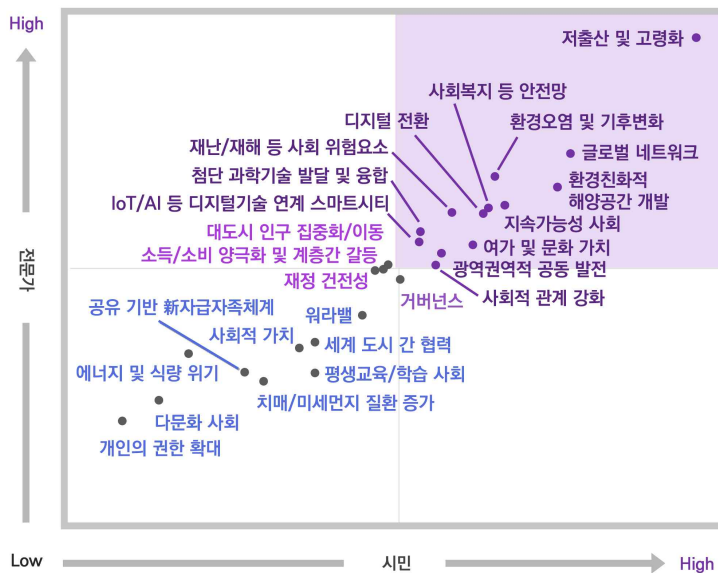 High
저출산 및 고령화
사회복지 등 안전망
디지털 전환
환경오염 및 기후변화
재난/재해 등 사회 위험요소
글로벌 네트워크
첨단 과학기술 발달 및 융합
환경친화적
해양공간 개발
IoT/AI 등 디지털기술 연계 스마트시티
지속가능성 사회
대도시 인구 집중화/이동
여가 및 문화 가치
소득/소비 양극화 및 계층간 갈등
광역권역적 공동 발전
재정 건전성
거버넌스
사회적 관계 강화
전문가
공유 기반 新자급자족체계
워라밸
사회적 가치
세계 도시 간 협력
에너지 및 식량 위기
평생교육/학습 사회
치매/미세먼지 질환 증가
다문화 사회
개인의 권한 확대
Low
시민
High